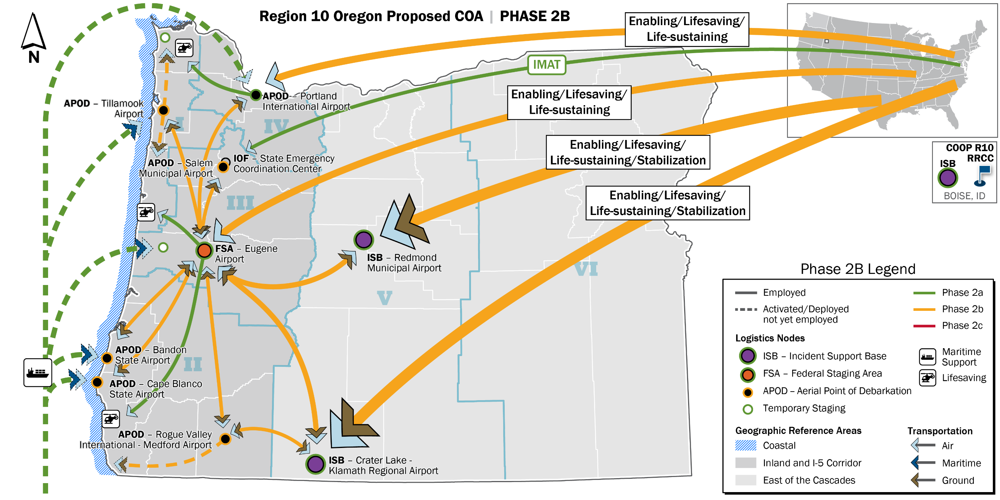 Region 10 Oregon Proposed COA | PHASE 2B
N
Enabling/Lifesaving/
Life-sustaining
IMAT
Enabling/Lifesaving/
Life-sustaining
Enabling/Lifesaving/
Life-sustaining/Stabilization
Enabling/Lifesaving/
Life-sustaining/Stabilization
COOP R10
RRCC
ISB
BOISE, ID
APOD – Portland
International Airport
APOD – Tillamook
Airport
I
IV
IOF – State Emergency
Coordination Center
APOD – Salem
Municipal Airport
III
FSA – Eugene
Airport
ISB – Redmond
Municipal Airport
VI
V
APOD – Bandon
State Airport
II
APOD – Cape Blanco
State Airport
APOD – Rogue Valley
International - Medford Airport
ISB – Crater Lake -
Klamath Regional Airport
Phase 2B Legend
Employed
Activated/Deployed
not yet employed
Phase 2a
Phase 2b
Phase 2c
Logistics Nodes
ISB – Incident Support Base
FSA – Federal Staging Area
APOD – Aerial Point of Debarkation
Temporary Staging
Maritime
Support
Lifesaving
Geographic Reference Areas
Coastal
Inland and I-5 Corridor
East of the Cascades
Transportation
Air
Maritime
Ground